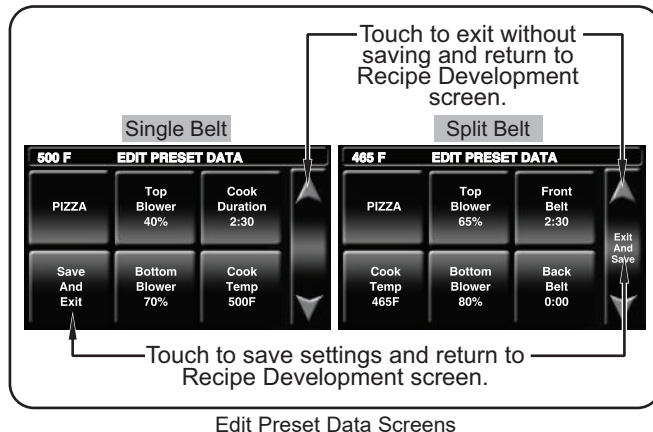 Touch to exit without
saving and return to
Recipe Development
screen.
Single Belt
Split Belt
500 F EDIT PRESET DATA
PIZZA
Top
Blower
40%
Cook
Duration
2:30
Save
And
Exit
Bottom
Blower
70%
Cook
Temp
500F
465 F EDIT PRESET DATA
PIZZA
Top
Blower
65%
Front
Belt
2:30
Exit
And
Save
Cook
Temp
465F
Bottom
Blower
80%
Back
Belt
0:00
Touch to save settings and return to
Recipe Development screen.
Edit Preset Data Screens